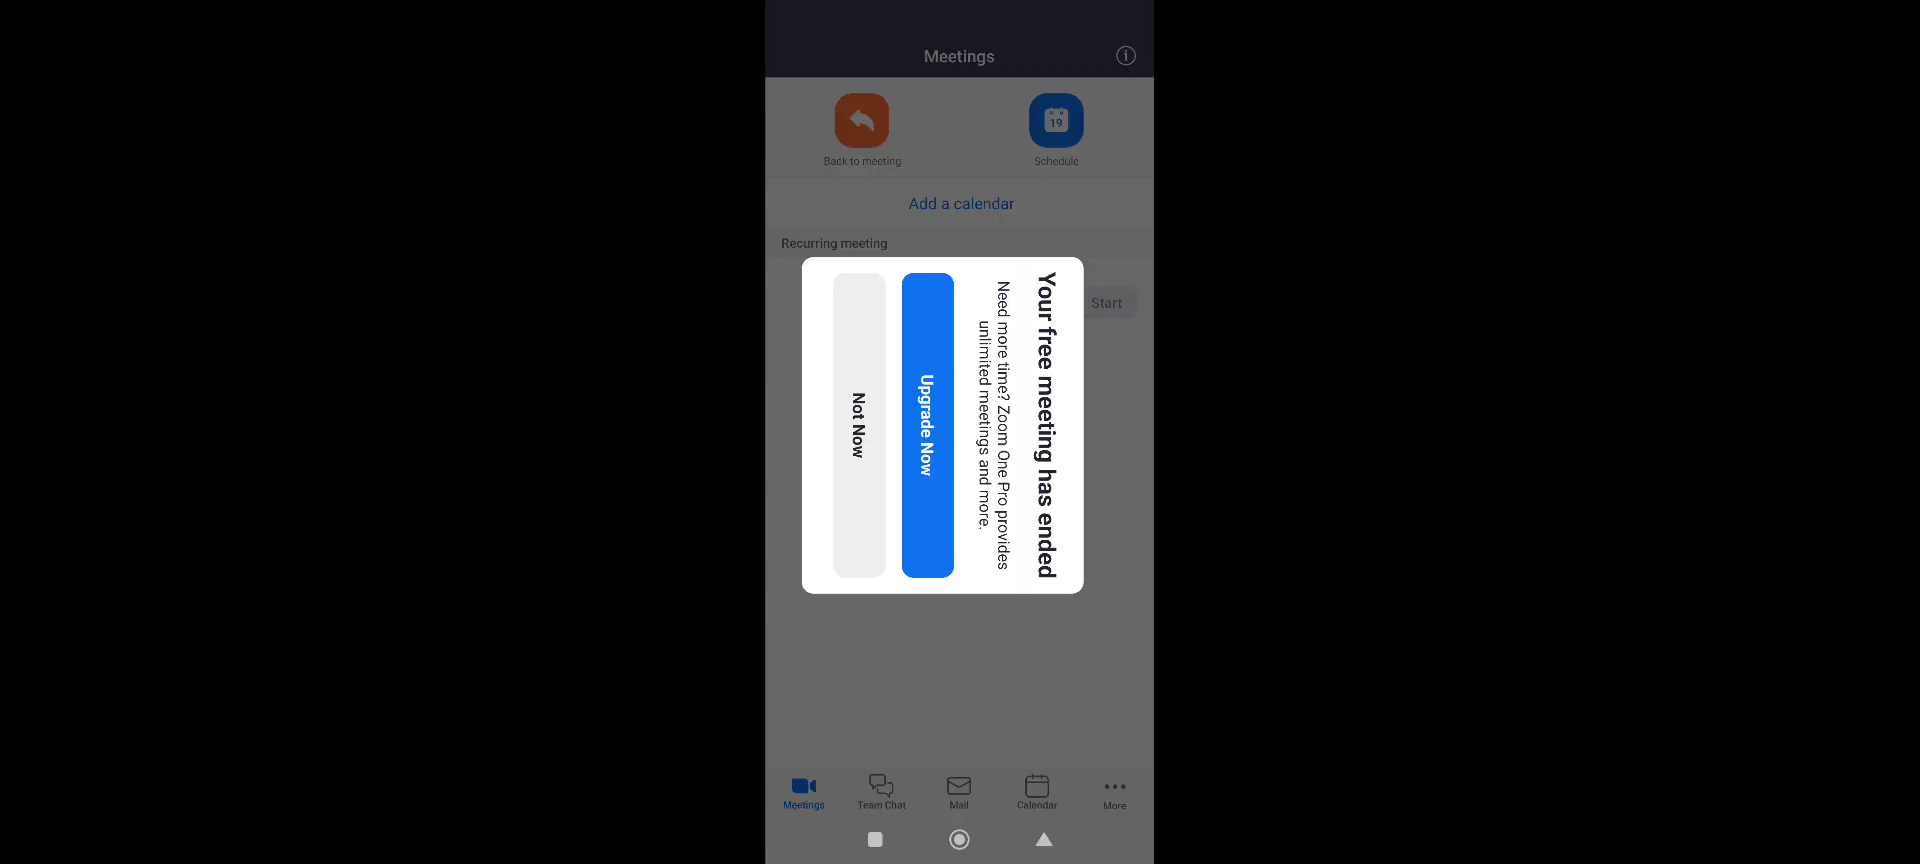 Meetings
Back to meeting
19
Schedule
Add a calendar
Recurring meeting
Start
Your free meeting has ended
Need more time? Zoom One Pro provides
unlimited meetings and more.
Upgrade Now
Not Now
Meetings
Team Chat
Mail
Calendar
More